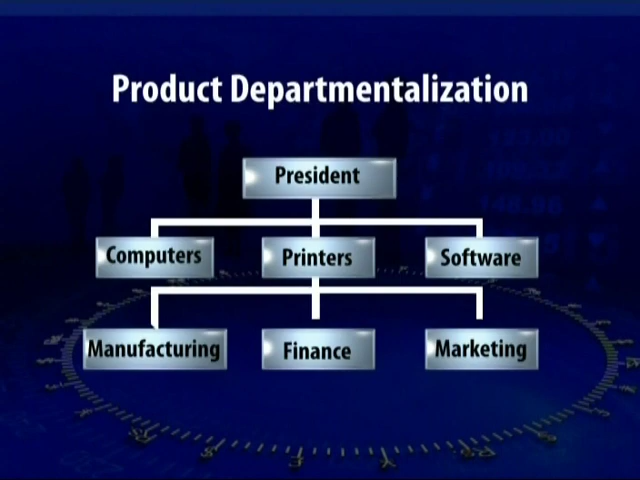 Product Departmentalization
President
Computers
Printers
Software
Manufacturing
Finance
Marketing